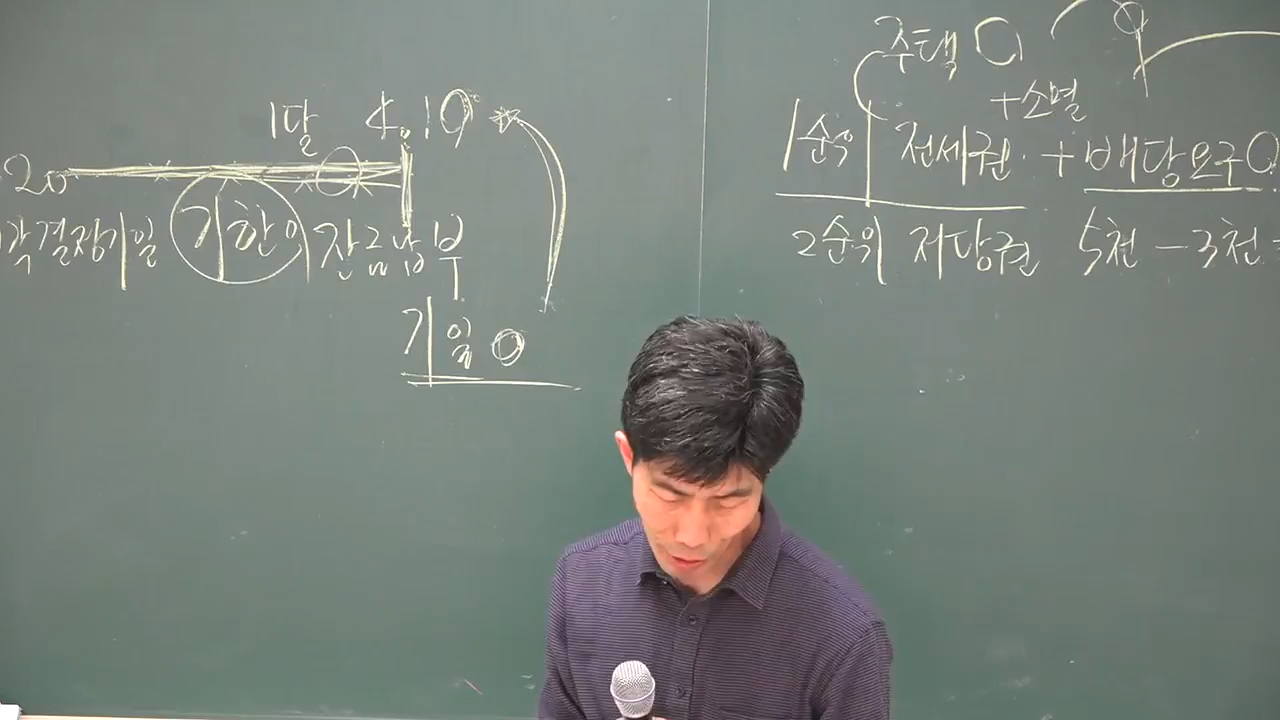 1달 4.10
20
각결정기일 기한의 잔금납부
기일
주택
+소멸
1순위 전세권 + 배당요구
2순위 저당권 5천 - 3천